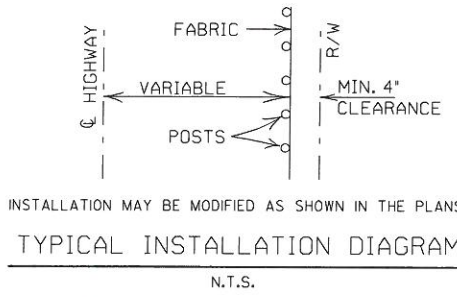 FABRIC
R/W
℄ HIGHWAY
VARIABLE
MIN. 4"
CLEARANCE
POSTS
INSTALLATION MAY BE MODIFIED AS SHOWN IN THE PLANS
TYPICAL INSTALLATION DIAGRAM
N.T.S.